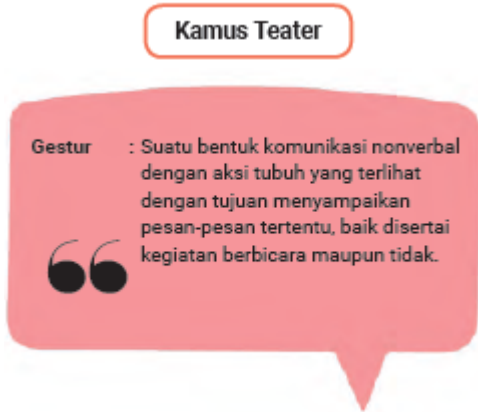 Kamus Teater
Gestur : Suatu bentuk komunikasi nonverbal
dengan aksi tubuh yang terlihat
dengan tujuan menyampaikan
pesan-pesan tertentu, baik disertai
kegiatan berbicara maupun tidak.